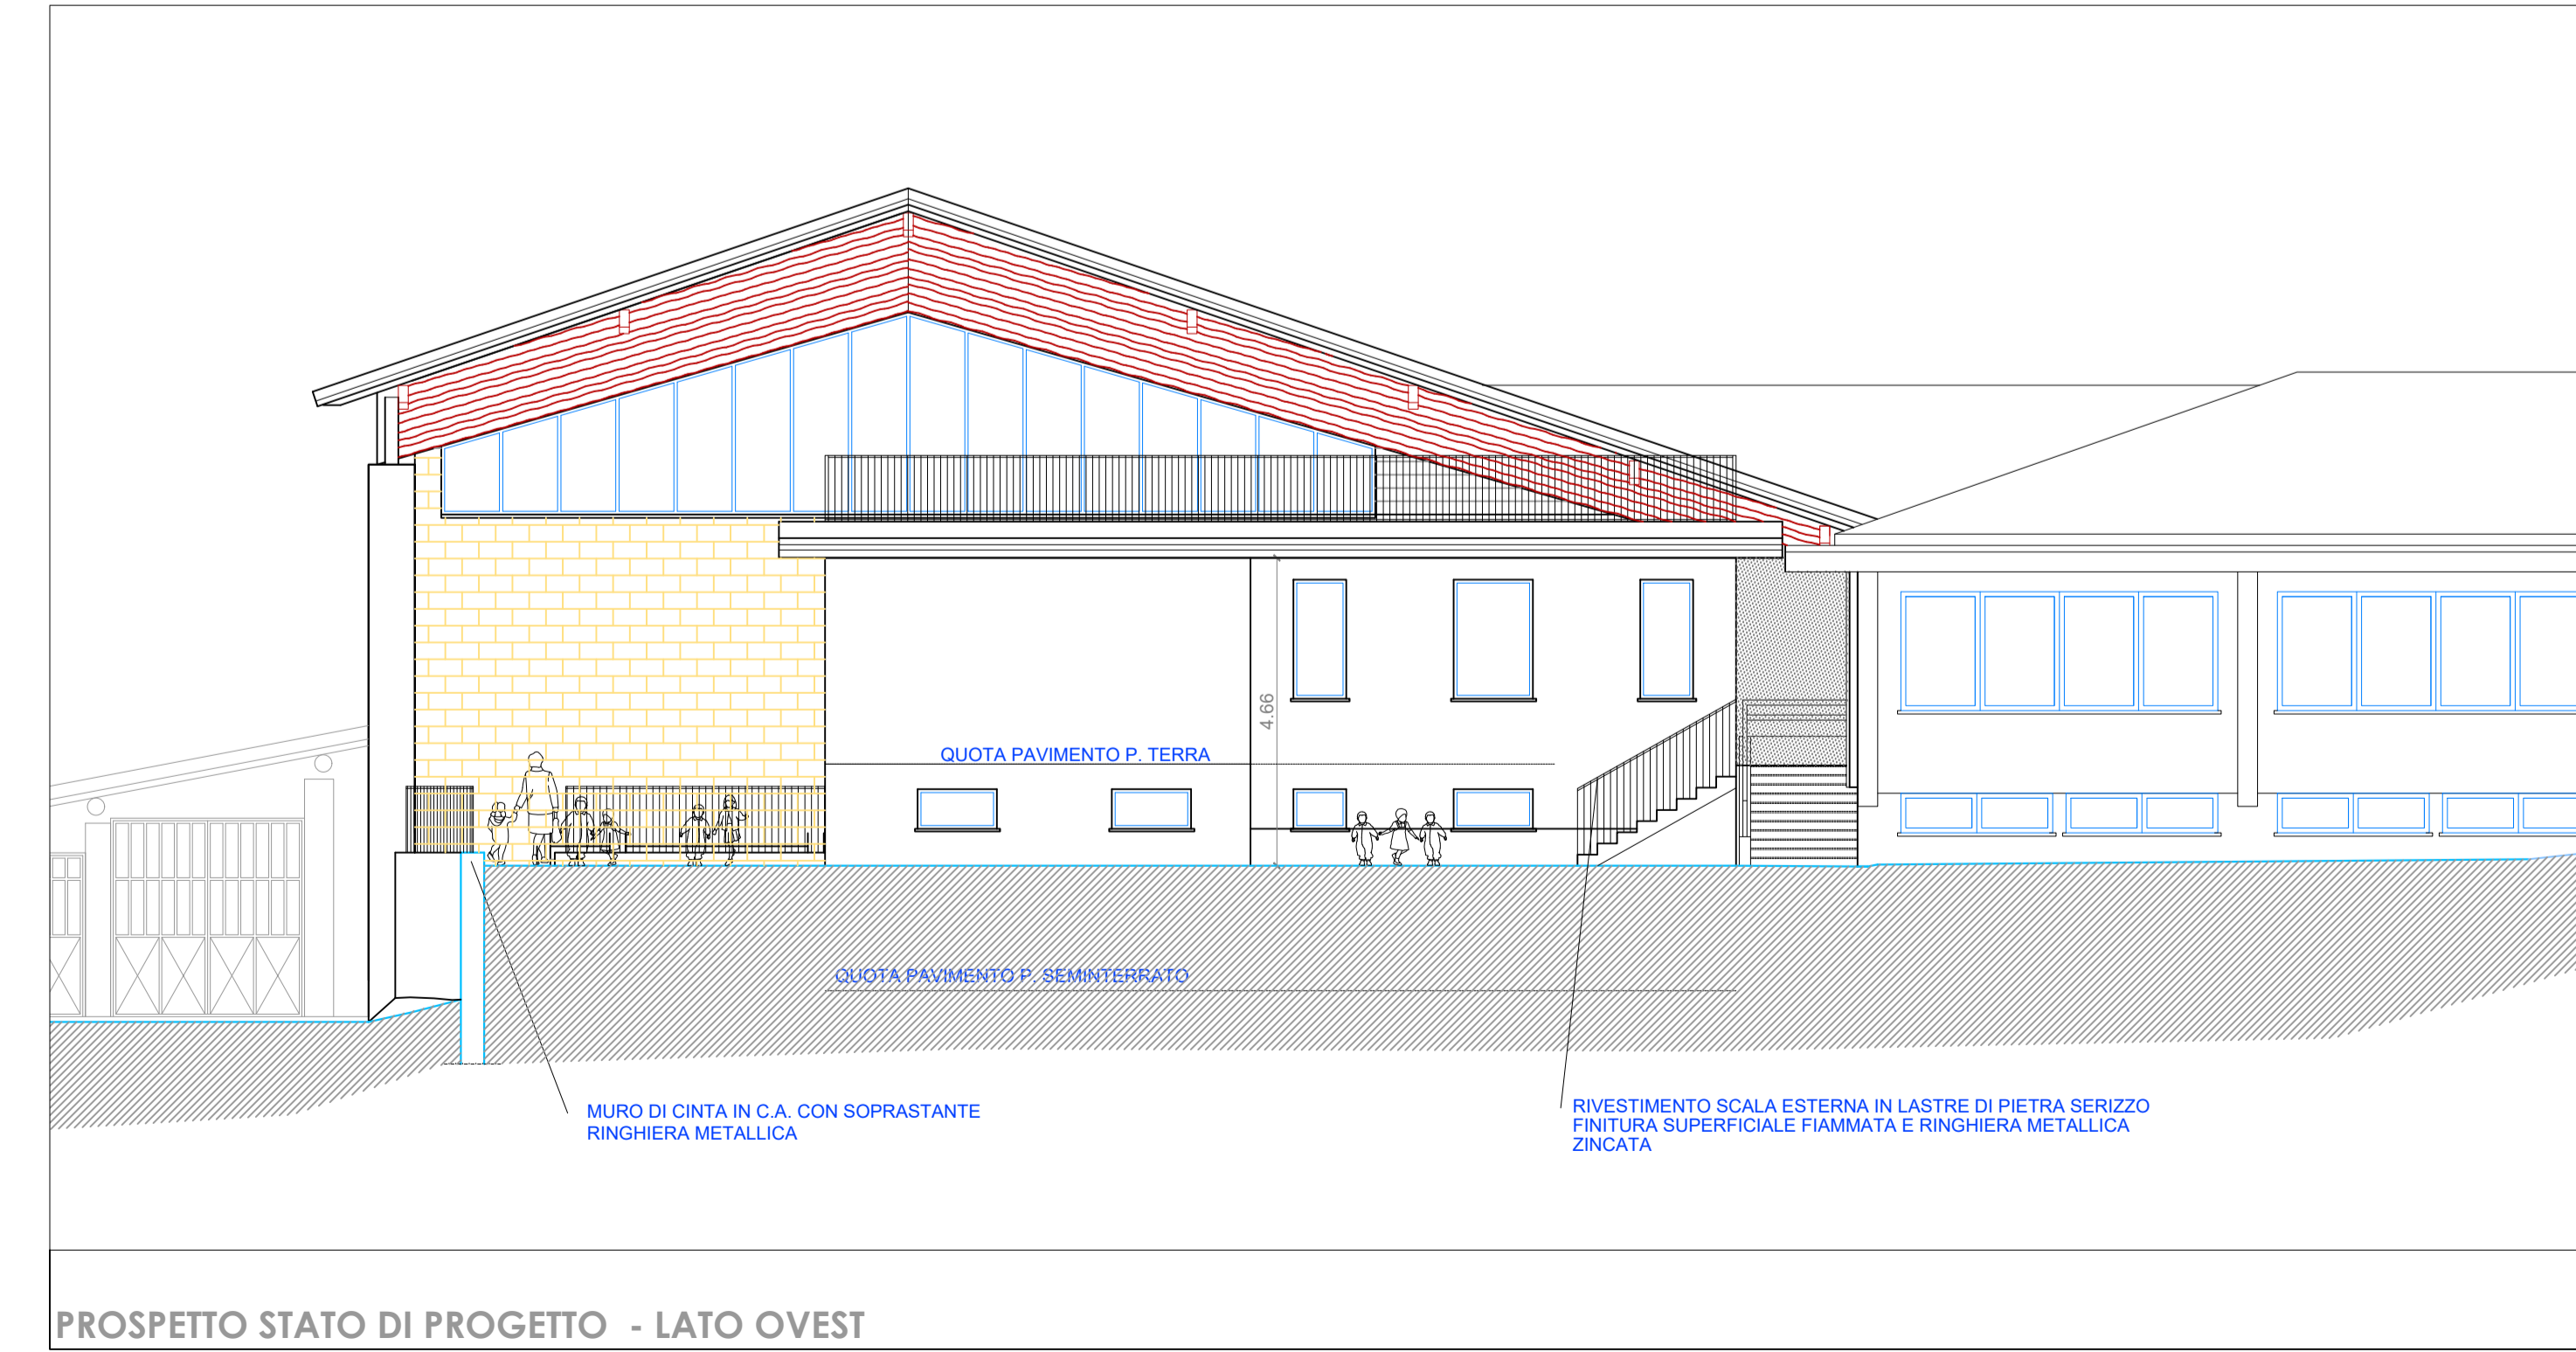 4.66
QUOTA PAVIMENTO P. TERRA
QUOTA PAVIMENTO P. SEMINTERRATO
MURO DI CINTA IN C.A. CON SOPRASTANTE
RINGHIERA METALLICA
RIVESTIMENTO SCALA ESTERNA IN LASTRE DI PIETRA SERIZZO
FINITURA SUPERFICIALE FIAMMATA E RINGHIERA METALLICA
ZINCATA
PROSPETTO STATO DI PROGETTO - LATO OVEST